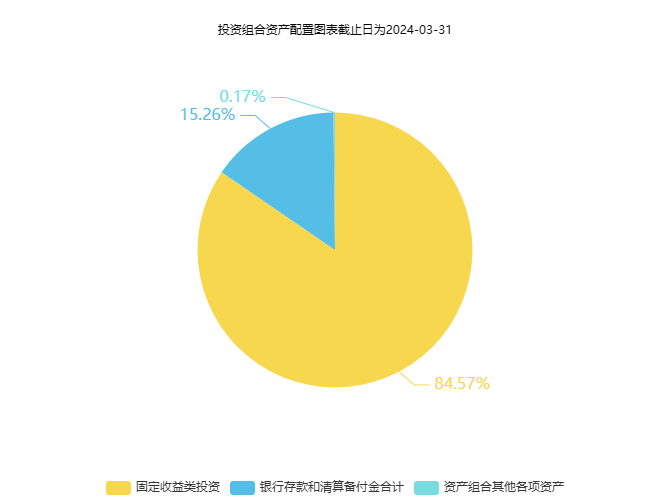 投资组合资产配置图表截止日为2024-03-31
0.17%
15.26%
84.57%
固定收益类投资 银行存款和清算备付金合计 资产组合其他各项资产